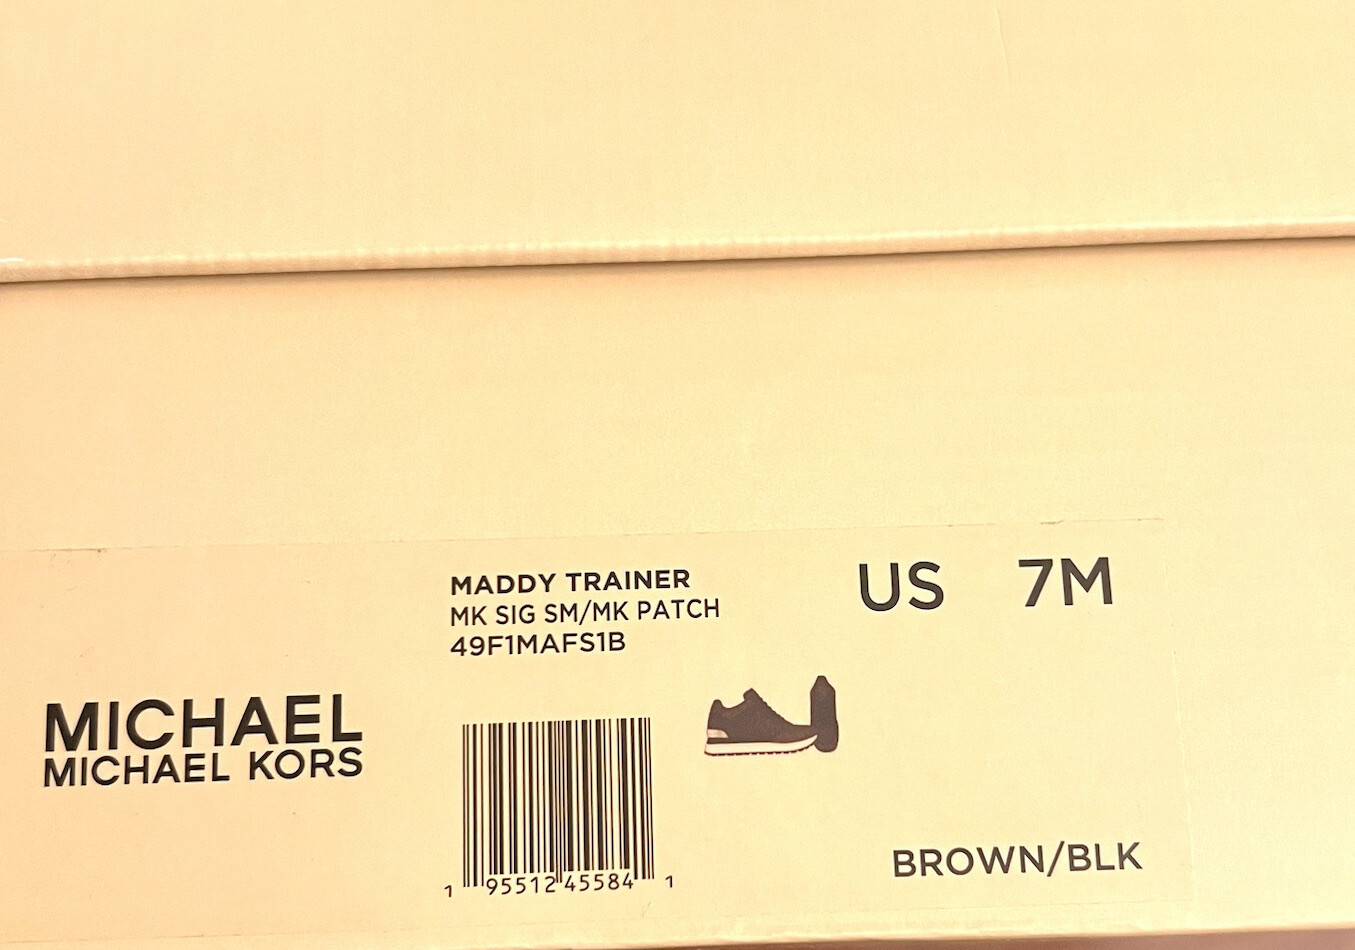 MADDY TRAINER
MK SIG SM/MK PATCH
49F1MAFS1B
US 7M
MICHAEL
MICHAEL KORS
1 95512 45584 1
BROWN/BLK